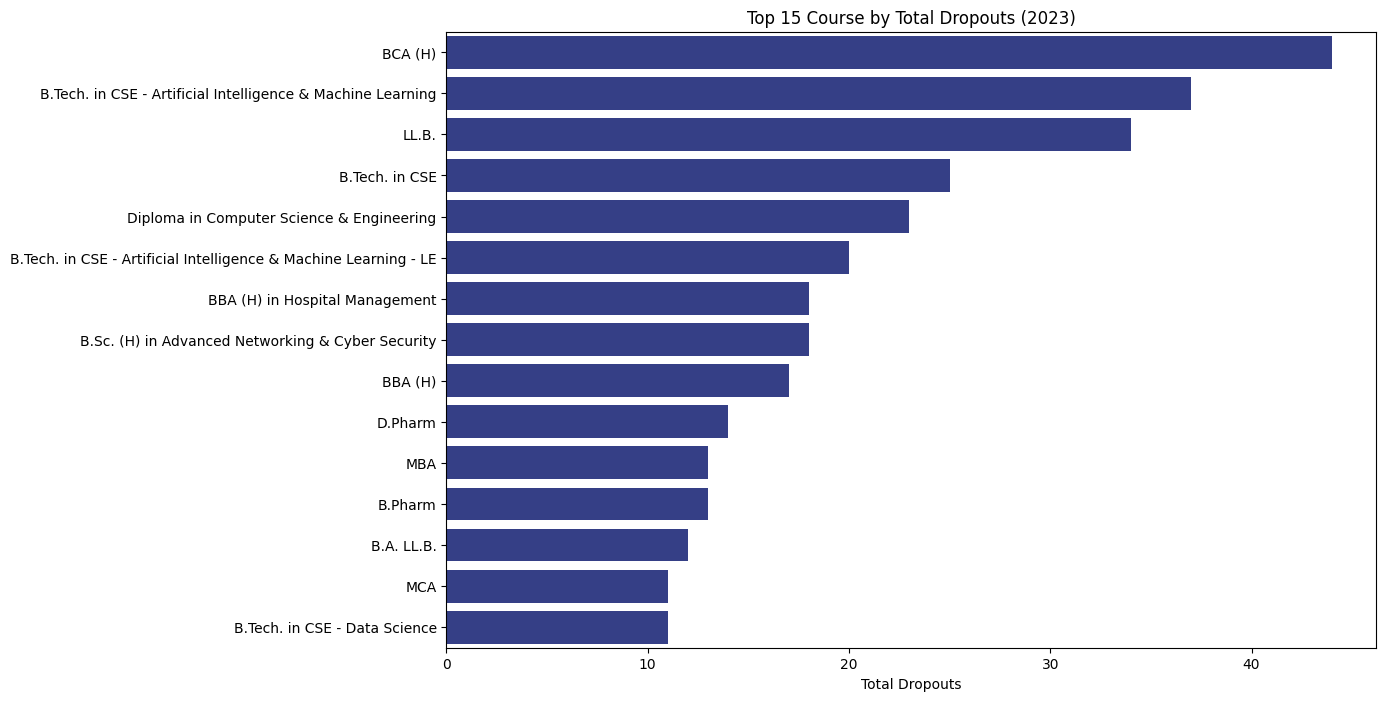 Top 15 Course by Total Dropouts (2023)
BCA (H)
B.Tech. in CSE - Artificial Intelligence & Machine Learning
LL.B.
B.Tech. in CSE
Diploma in Computer Science & Engineering
B.Tech. in CSE - Artificial Intelligence & Machine Learning - LE
BBA (H) in Hospital Management
B.Sc. (H) in Advanced Networking & Cyber Security
BBA (H)
D.Pharm
MBA
B.Pharm
B.A. LL.B.
MCA
B.Tech. in CSE - Data Science
0 10 20 30 40
Total Dropouts